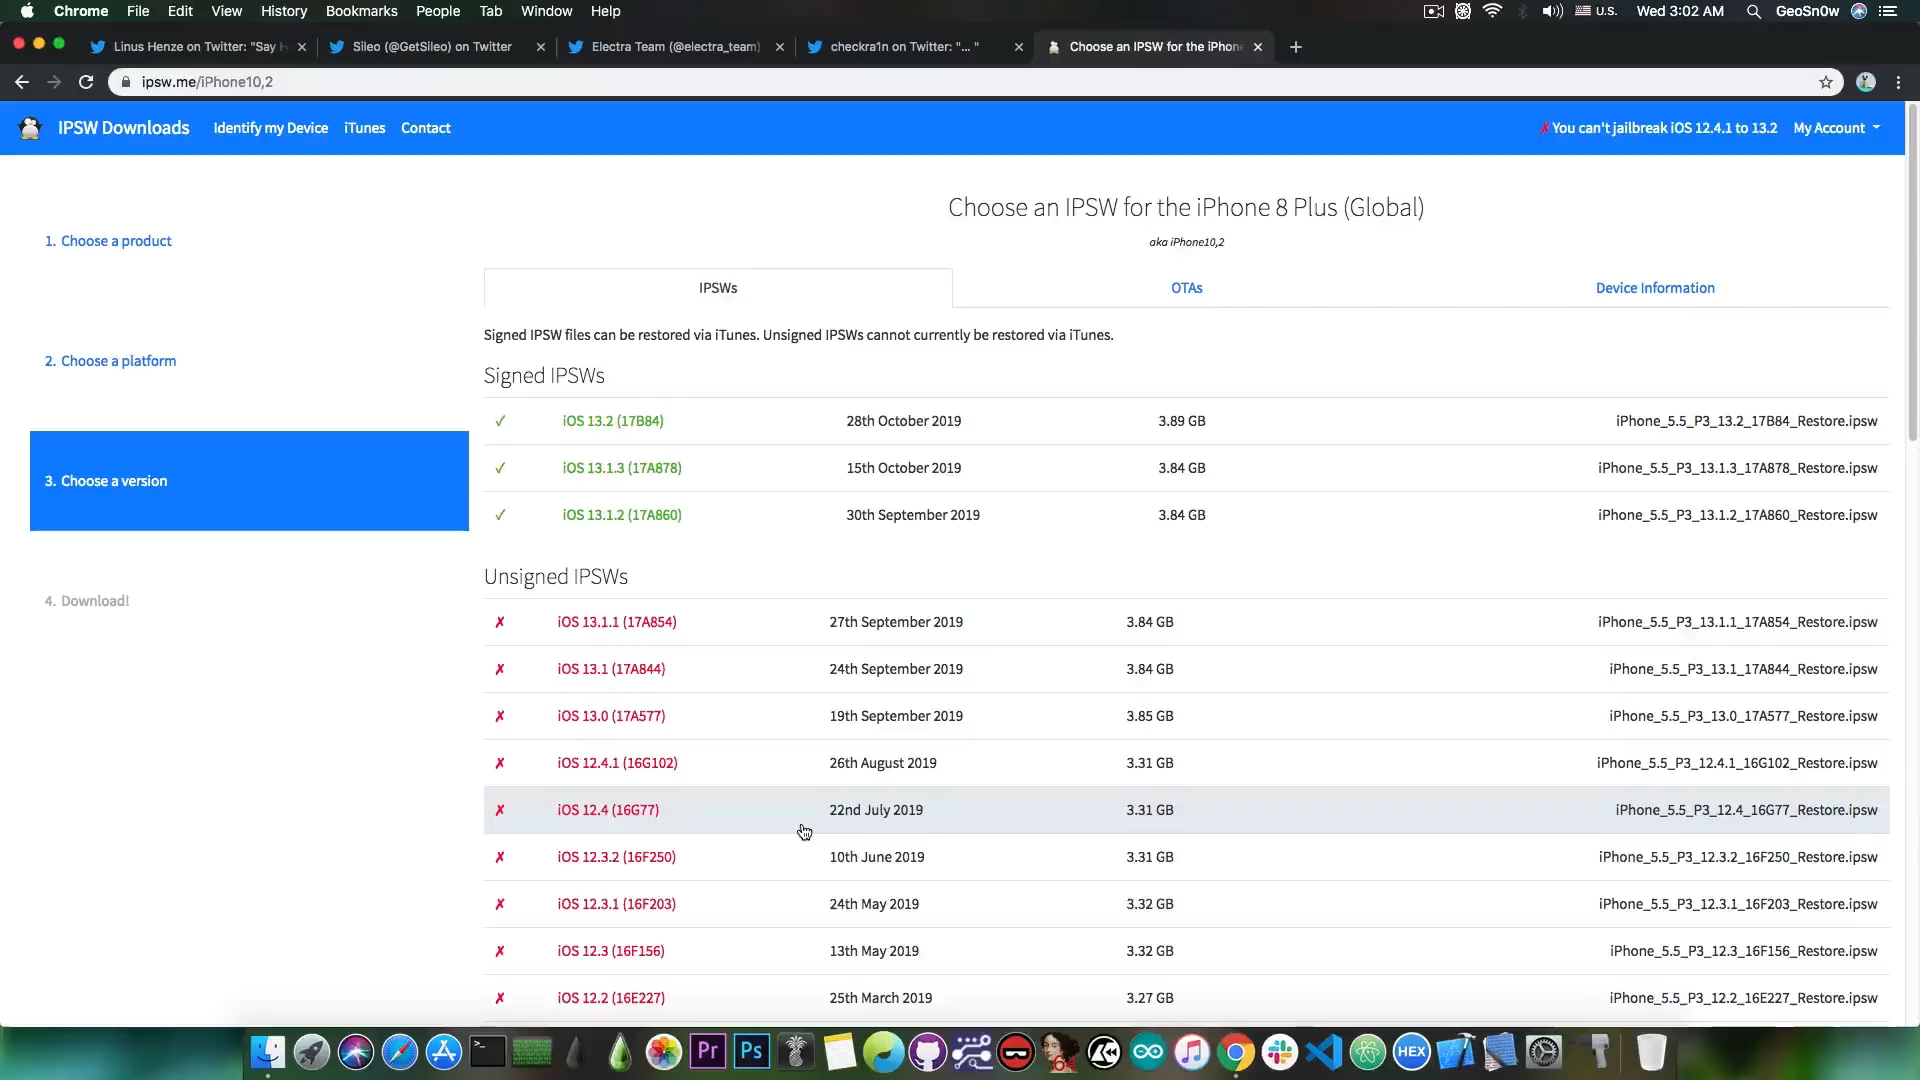 Chrome File Edit View History Bookmarks People Tab Window Help U.S. Wed 3:02 AM GeoSn0w
Linus Henze on Twitter: "Say H Sileo (@GetSileo) on Twitter Electra Team (@electra_team) checkra1n on Twitter: "... " Choose an IPSW for the iPhone
ipsw.me/iPhone10,2
IPSW Downloads Identify my Device iTunes Contact ✗You can't jailbreak iOS 12.4.1 to 13.2 My Account
Choose an IPSW for the iPhone 8 Plus (Global)
aka iPhone10,2
1. Choose a product
2. Choose a platform
3. Choose a version
4. Download!
IPSWs OTAs Device Information
Signed IPSW files can be restored via iTunes. Unsigned IPSWs cannot currently be restored via iTunes.
Signed IPSWs
✓ iOS 13.2 (17B84) 28th October 2019 3.89 GB iPhone_5.5_P3_13.2_17B84_Restore.ipsw
✓ iOS 13.1.3 (17A878) 15th October 2019 3.84 GB iPhone_5.5_P3_13.1.3_17A878_Restore.ipsw
✓ iOS 13.1.2 (17A860) 30th September 2019 3.84 GB iPhone_5.5_P3_13.1.2_17A860_Restore.ipsw
Unsigned IPSWs
✗ iOS 13.1.1 (17A854) 27th September 2019 3.84 GB iPhone_5.5_P3_13.1.1_17A854_Restore.ipsw
✗ iOS 13.1 (17A844) 24th September 2019 3.84 GB iPhone_5.5_P3_13.1_17A844_Restore.ipsw
✗ iOS 13.0 (17A577) 19th September 2019 3.85 GB iPhone_5.5_P3_13.0_17A577_Restore.ipsw
✗ iOS 12.4.1 (16G102) 26th August 2019 3.31 GB iPhone_5.5_P3_12.4.1_16G102_Restore.ipsw
✗ iOS 12.4 (16G77) 22nd July 2019 3.31 GB iPhone_5.5_P3_12.4_16G77_Restore.ipsw
✗ iOS 12.3.2 (16F250) 10th June 2019 3.31 GB iPhone_5.5_P3_12.3.2_16F250_Restore.ipsw
✗ iOS 12.3.1 (16F203) 24th May 2019 3.32 GB iPhone_5.5_P3_12.3.1_16F203_Restore.ipsw
✗ iOS 12.3 (16F156) 13th May 2019 3.32 GB iPhone_5.5_P3_12.3_16F156_Restore.ipsw
✗ iOS 12.2 (16E227) 25th March 2019 3.27 GB iPhone_5.5_P3_12.2_16E227_Restore.ipsw
Pr Ps 64 HEX